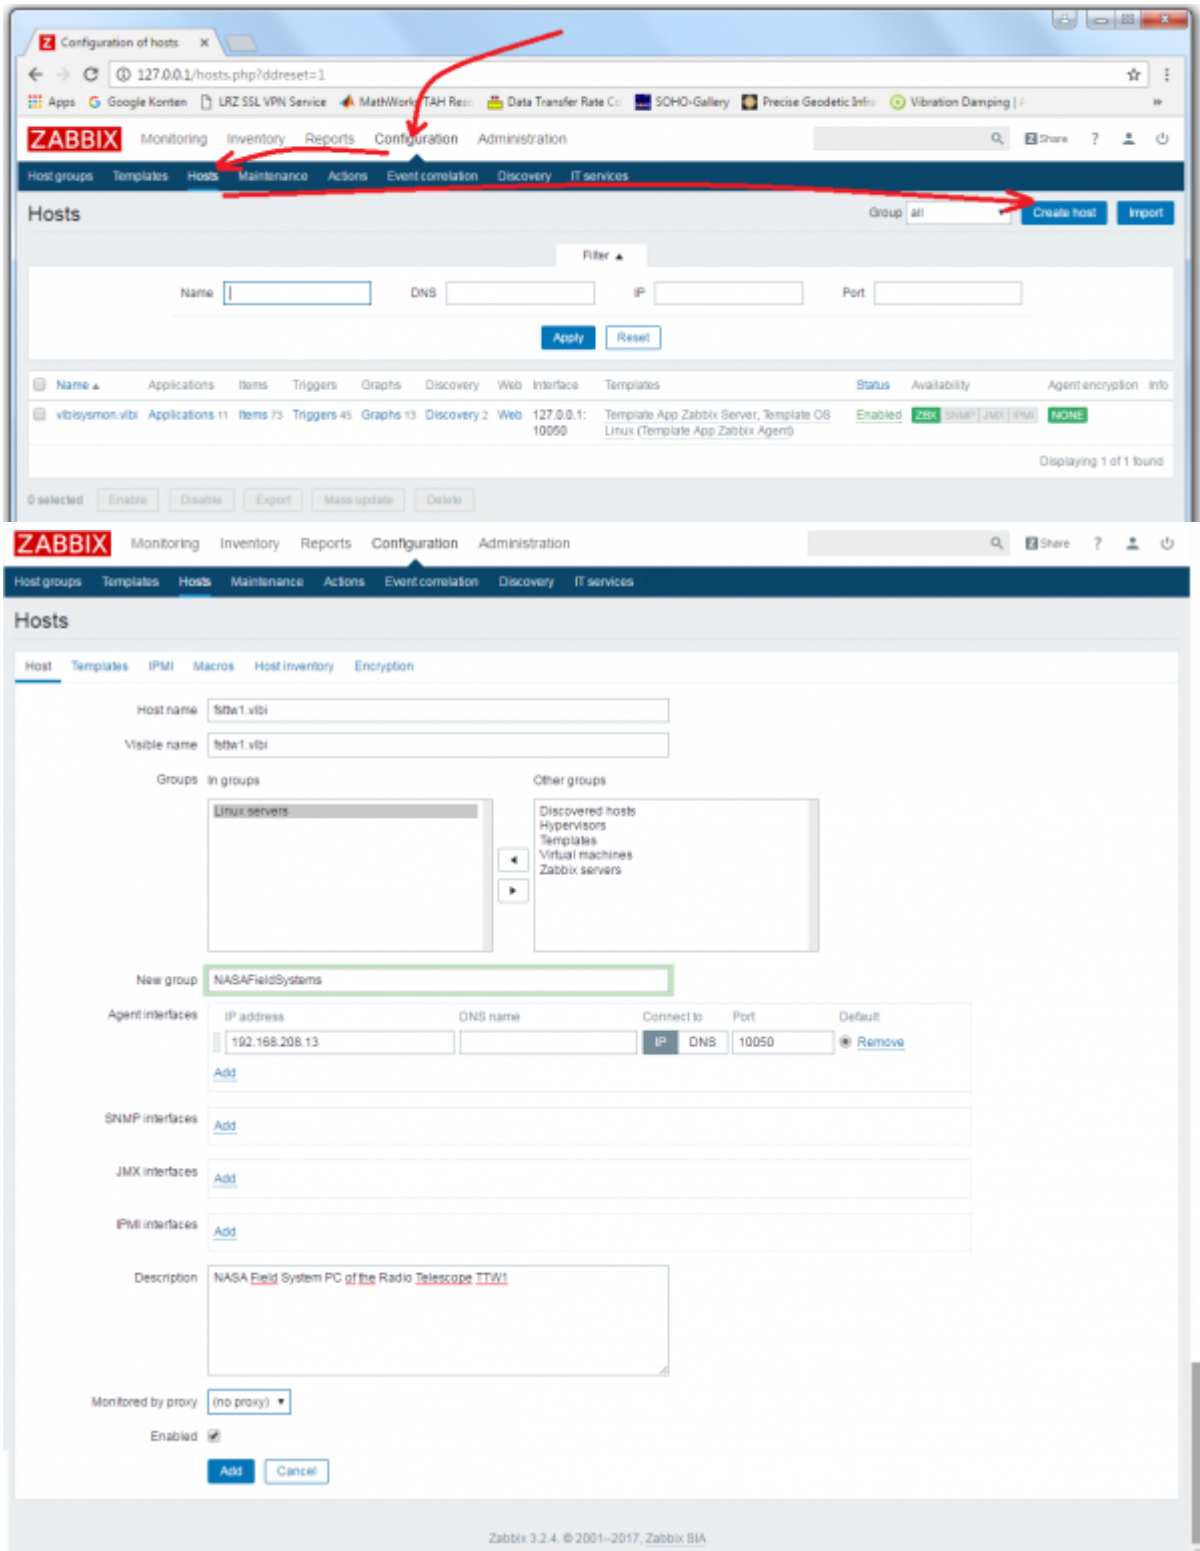 Configuration of hosts
127.0.0.1/hosts.php?ddreset=1
Apps Google Konten LRZ SSL VPN Service MathWorks TAH Data Transfer Rate SOHO-Gallery Precise Geodetic Vibration Damping |
ZABBIX Monitoring Inventory Reports Configuration Administration Z Share ?
Host groups Templates Hosts Maintenance Actions Event correlation Discovery IT services
Hosts Group all Create host Import
Filter
Name DNS IP Port
Apply Reset
Name Applications Items Triggers Graphs Discovery Web Interface Templates Status Availability Agent encryption Info
vlbisysmon.vlbi Applications 11 Items 73 Triggers 45 Graphs 13 Discovery 2 Web 127.0.0.1: Template App Zabbix Server, Template OS Enabled ZBX SNMP JMX IPMI NONE
10050 Linux (Template App Zabbix Agent)
Displaying 1 of 1 found
0 selected Enable Disable Export Mass update Delete
ZABBIX Monitoring Inventory Reports Configuration Administration Z Share ?
Host groups Templates Hosts Maintenance Actions Event correlation Discovery IT services
Hosts
Host Templates IPMI Macros Host inventory Encryption
Host name fsttw1.vlbi
Visible name fsttw1.vlbi
Groups In groups Other groups
Linux servers Discovered hosts
Hypervisors
Templates
Virtual machines
Zabbix servers
New group NASAFieldSystems
Agent interfaces IP address DNS name Connect to Port Default
192.168.208.13 IP DNS 10050 Remove
Add
SNMP interfaces Add
JMX interfaces Add
IPMI interfaces Add
Description NASA Field System PC of the Radio Telescope TTW1
Monitored by proxy (no proxy)
Enabled
Add Cancel
Zabbix 3.2.4. © 2001–2017, Zabbix SIA